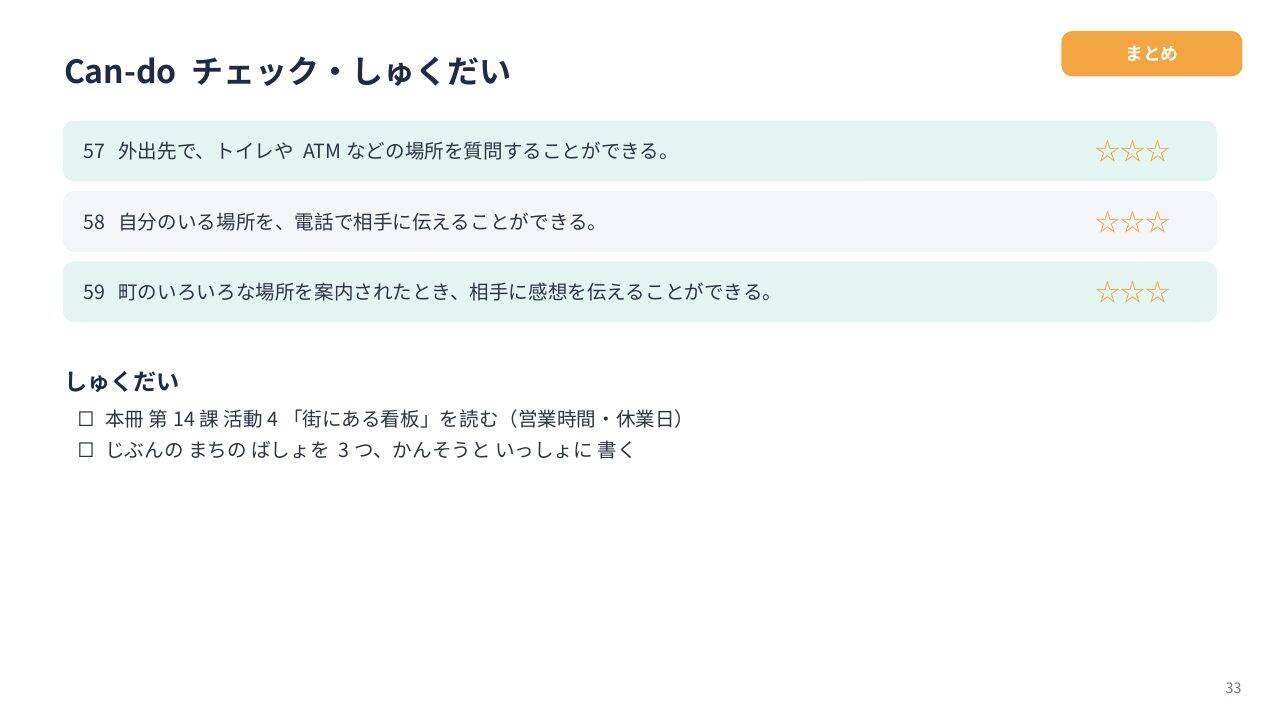 Can-do チェック・しゅくだい
まとめ
57 外出先で、トイレや ATM などの場所を質問することができる。 ☆☆☆
58 自分のいる場所を、電話で相手に伝えることができる。 ☆☆☆
59 町のいろいろな場所を案内されたとき、相手に感想を伝えることができる。 ☆☆☆
しゅくだい
☐ 本冊 第 14 課 活動 4 「街にある看板」を読む（営業時間・休業日）
☐ じぶんの まちの ばしょを 3 つ、かんそうと いっしょに 書く
33